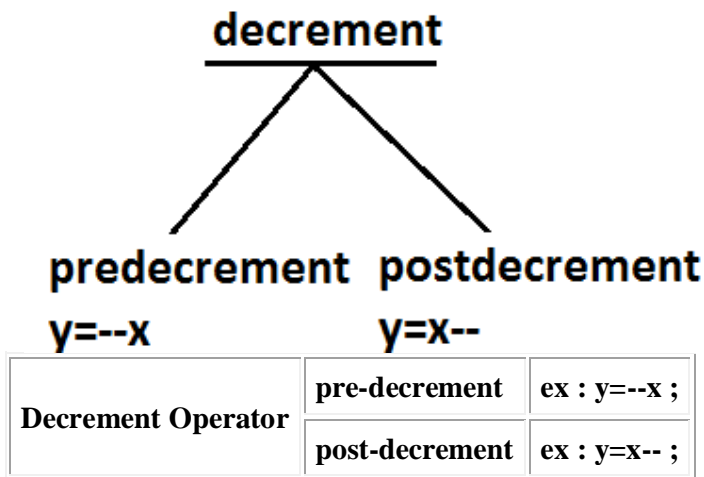 decrement
predecrement postdecrement
y=--x y=x--
Decrement Operator
pre-decrement ex : y=--x ;
post-decrement ex : y=x-- ;